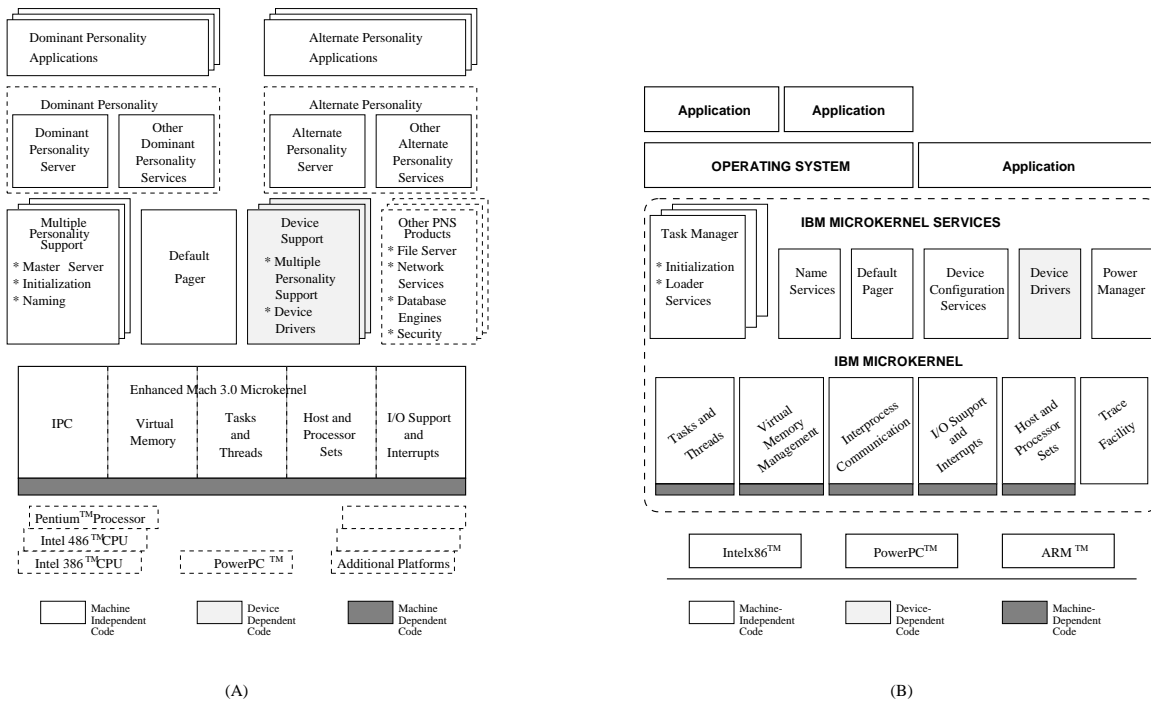 Dominant Personality
Applications
Alternate Personality
Applications
Dominant Personality
Dominant
Personality
Server
Other
Dominant
Personality
Services
Alternate Personality
Alternate
Personality
Server
Other
Alternate
Personality
Services
Multiple
Personality
Support
* Master Server
* Initialization
* Naming
Default
Pager
Device
Support
* Multiple
Personality
Support
* Device
Drivers
Other PNS
Products
* File Server
* Network
Services
* Database
Engines
* Security
Enhanced Mach 3.0 Microkernel
IPC
Virtual
Memory
Tasks
and
Threads
Host and
Processor
Sets
I/O Support
and
Interrupts
Pentium™Processor
Intel 486™CPU
Intel 386™CPU
PowerPC ™
Additional Platforms
Machine
Independent
Code
Device
Dependent
Code
Machine
Dependent
Code
(A)
Application
Application
OPERATING SYSTEM
Application
IBM MICROKERNEL SERVICES
Task Manager
* Initialization
* Loader
Services
Name
Services
Default
Pager
Device
Configuration
Services
Device
Drivers
Power
Manager
IBM MICROKERNEL
Tasks and
Threads
Virtual
Memory
Management
Interprocess
Communication
I/O Suuport
and
Interrupts
Host and
Processor
Sets
Trace
Facility
Intelx86™
PowerPC™
ARM ™
Machine-
Independent
Code
Device-
Dependent
Code
Machine-
Dependent
Code
(B)